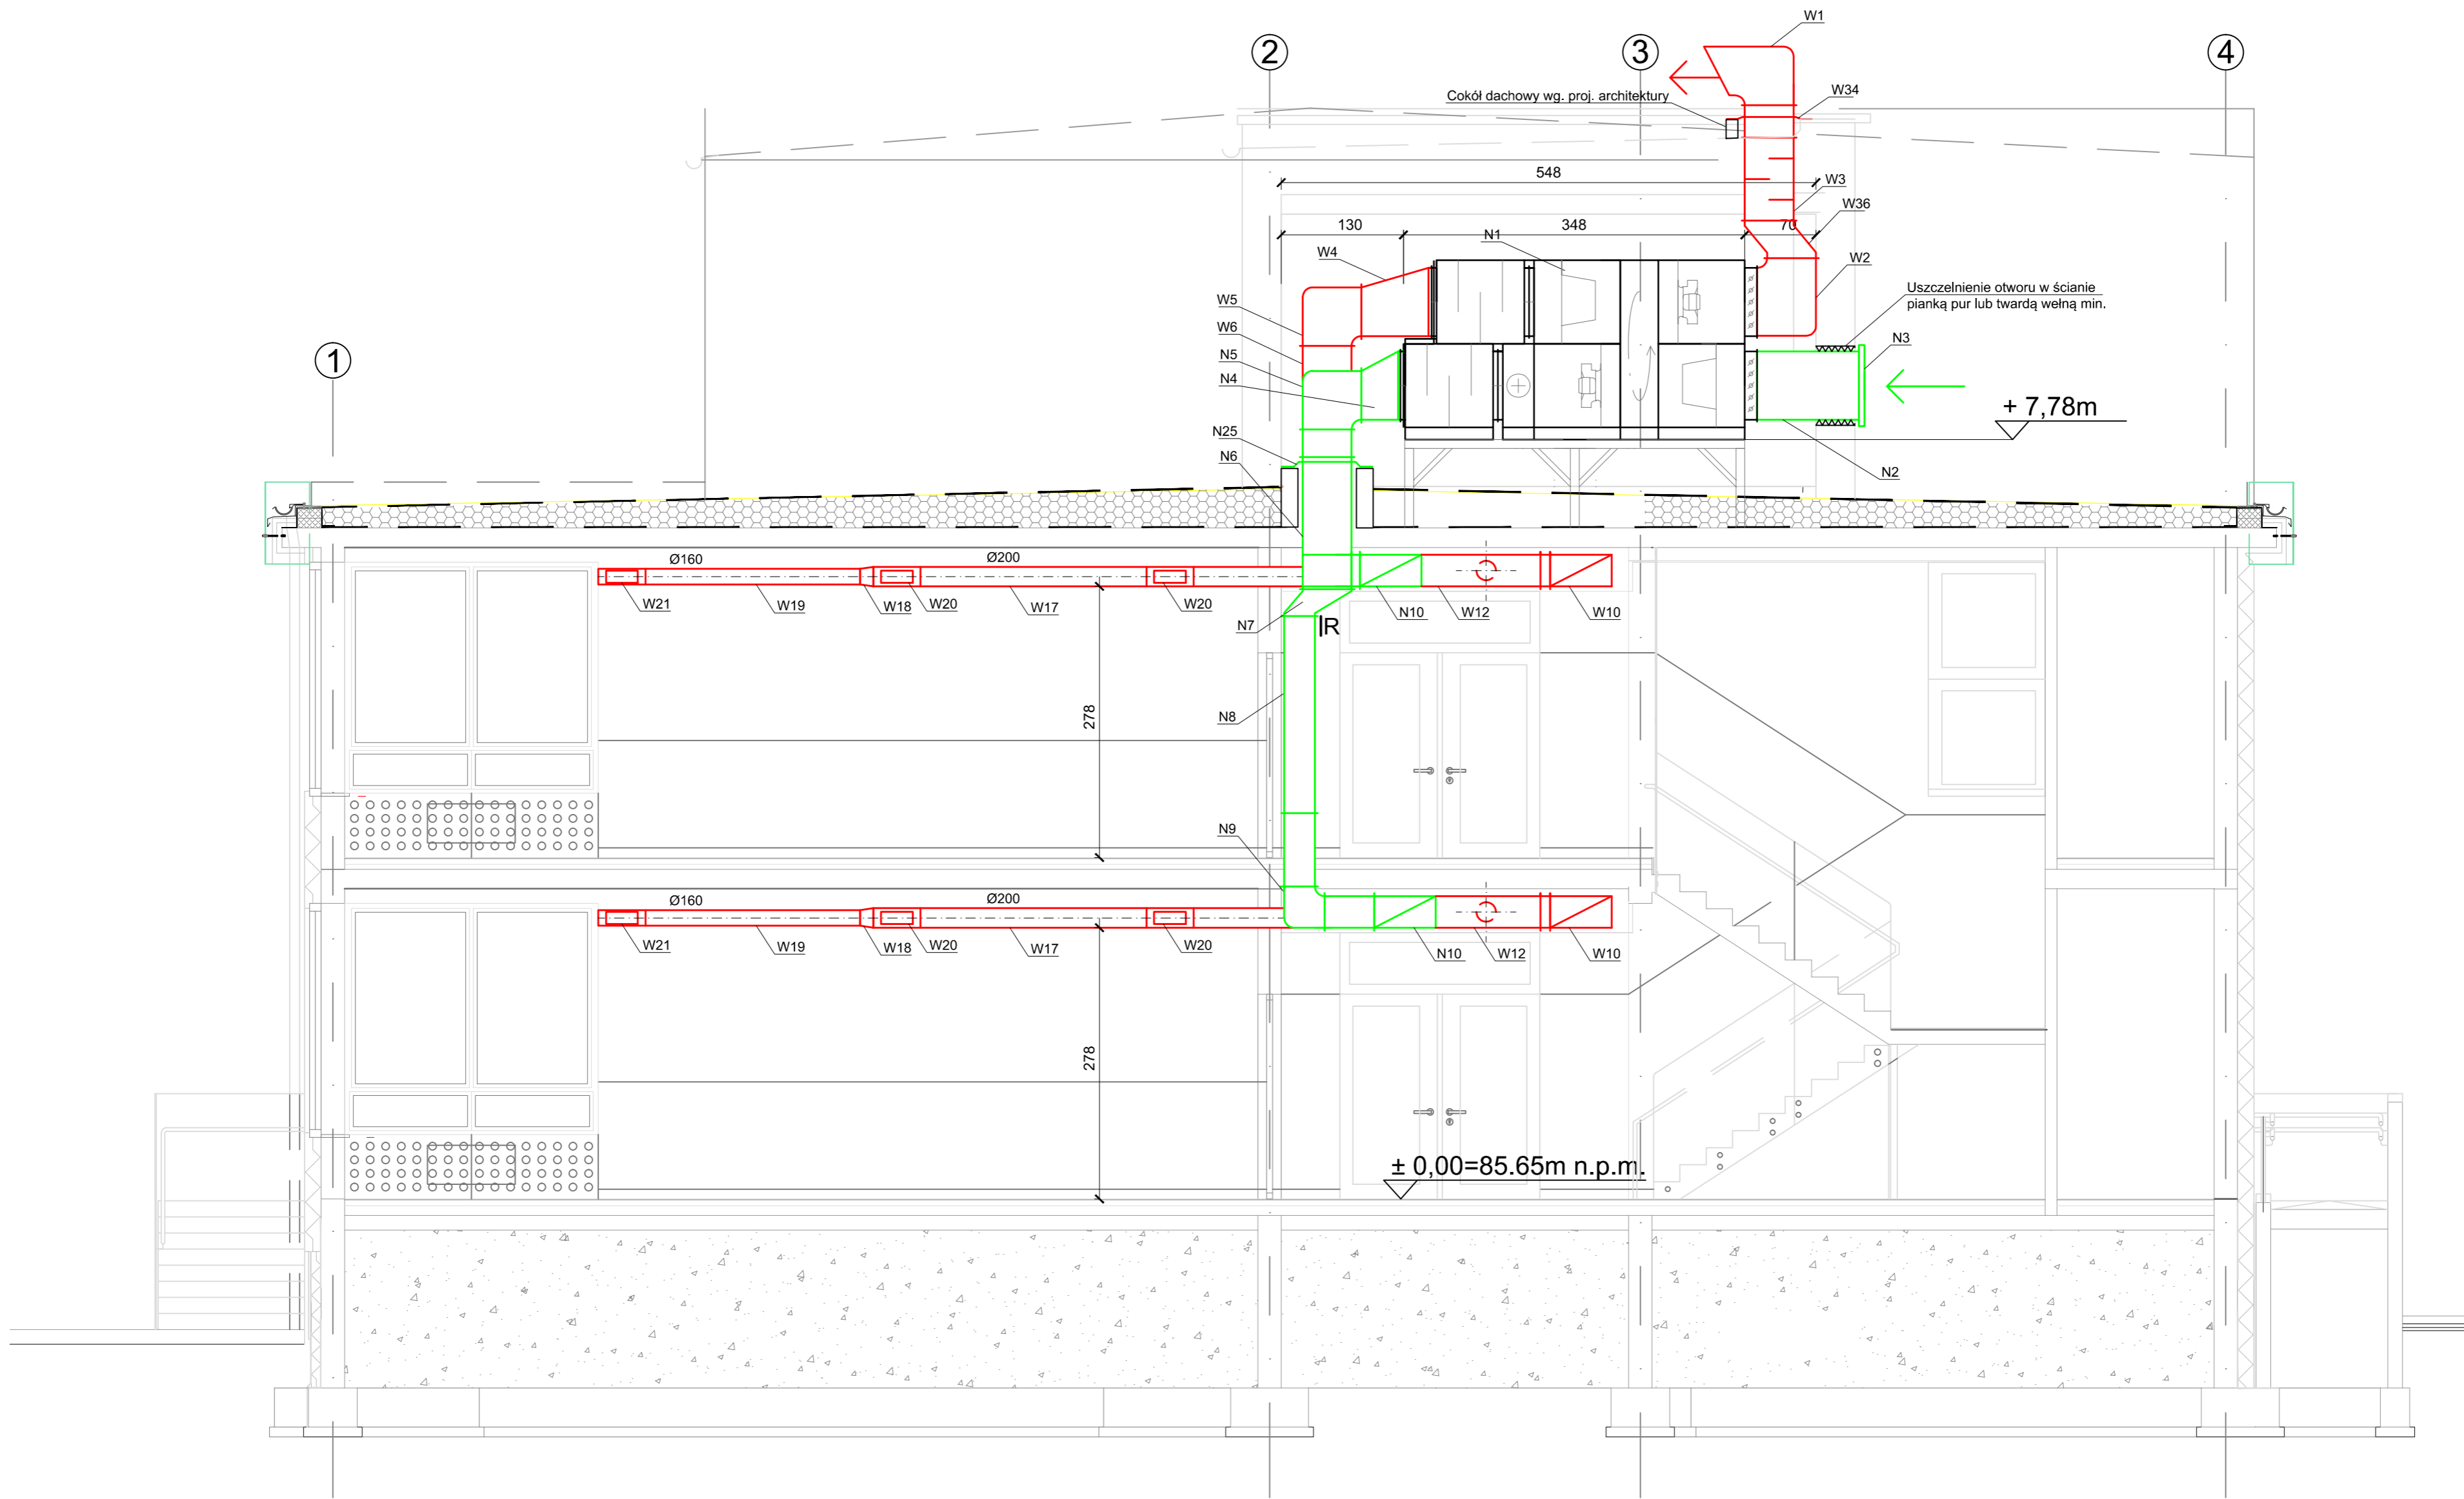 W1
2
3
4
W34
Cokół dachowy wg. proj. architektury
548
W3
W36
130
348
70
N1
W4
W2
Uszczelnienie otworu w ścianie
pianką pur lub twardą wełną min.
W5
W6
N5
N4
N3
1
+ 7,78m
N25
N6
N2
Ø160
Ø200
W21
W19
W18
W20
W17
W20
N10
W12
W10
N7
R
278
N8
N9
Ø160
Ø200
W21
W19
W18
W20
W17
W20
N10
W12
W10
278
± 0,00=85.65m n.p.m.